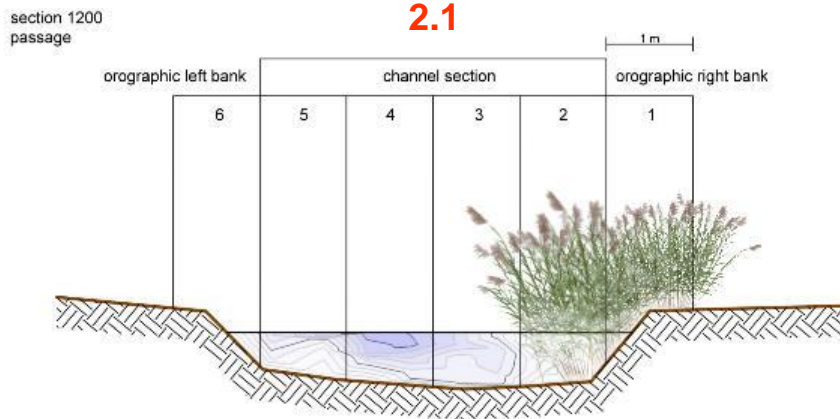 2.1
section 1200
passage
1 m
orographic left bank channel section orographic right bank
6 5 4 3 2 1